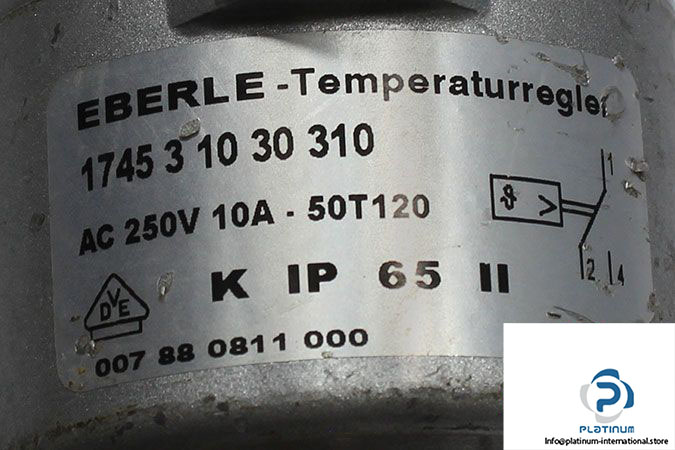 EBERLE -Temperaturregler
1745 3 10 30 310
AC 250V 10A - 50T120
K IP 65 II
VDE
007 88 0811 000
ϑ >
1
2 4
PLATINUM
Info@platinum-international.store